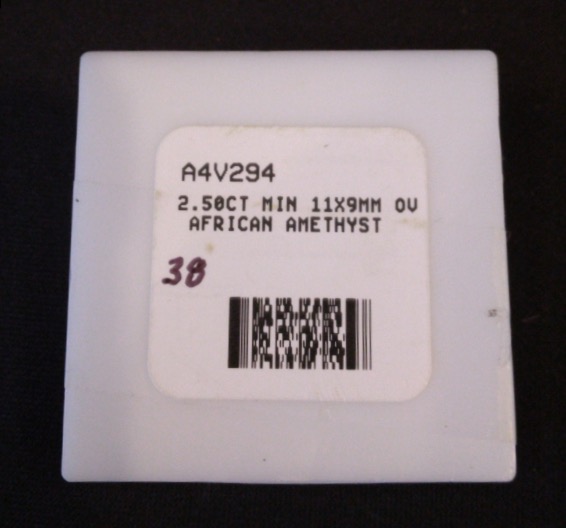 A4V294
2.50CT MIN 11X9MM OV
AFRICAN AMETHYST
38